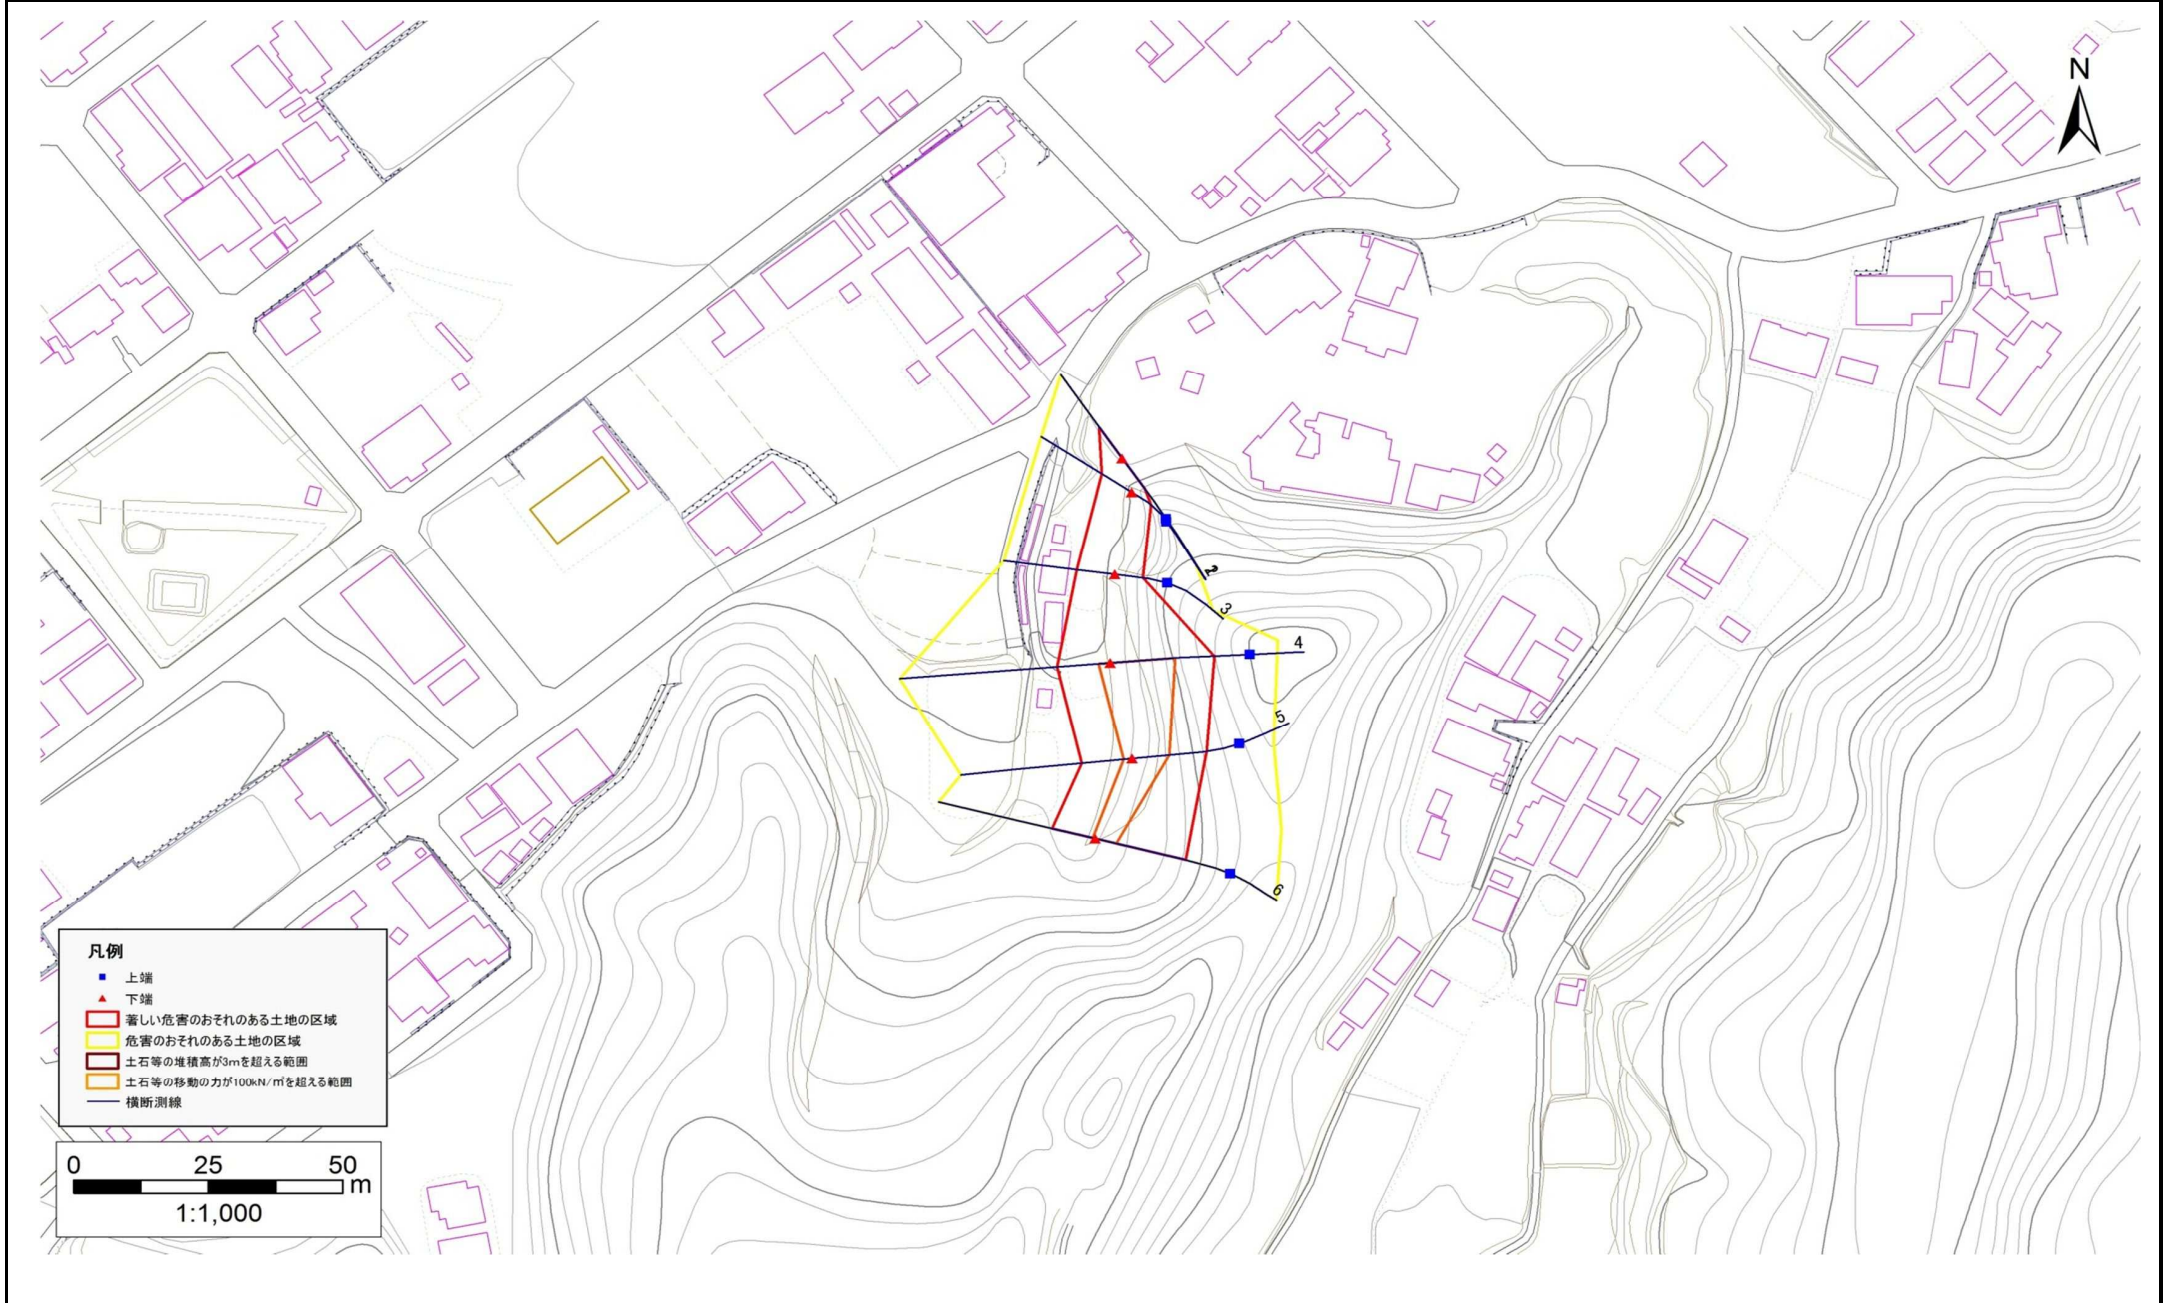 N
2
3
4
5
6
凡例
上端
下端
著しい危害のおそれのある土地の区域
危害のおそれのある土地の区域
土石等の堆積高が3mを超える範囲
土石等の移動の力が100kN/㎡を超える範囲
横断測線
0 25 50
m
1:1,000